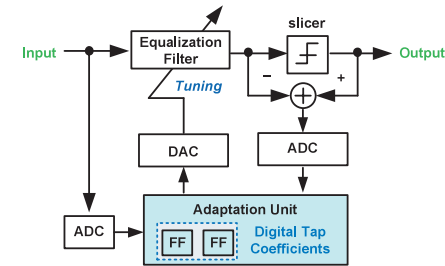 slicer
Input
Equalization
Filter
Output
−
+
Tuning
DAC
ADC
ADC
Adaptation Unit
FF
FF
Digital Tap
Coefficients